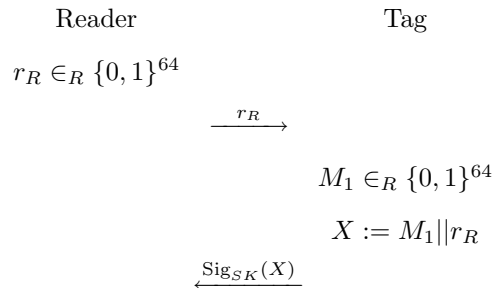 Reader Tag
r_R ∈_R {0, 1}^64
r_R
M_1 ∈_R {0, 1}^64
X := M_1||r_R
Sig_SK(X)